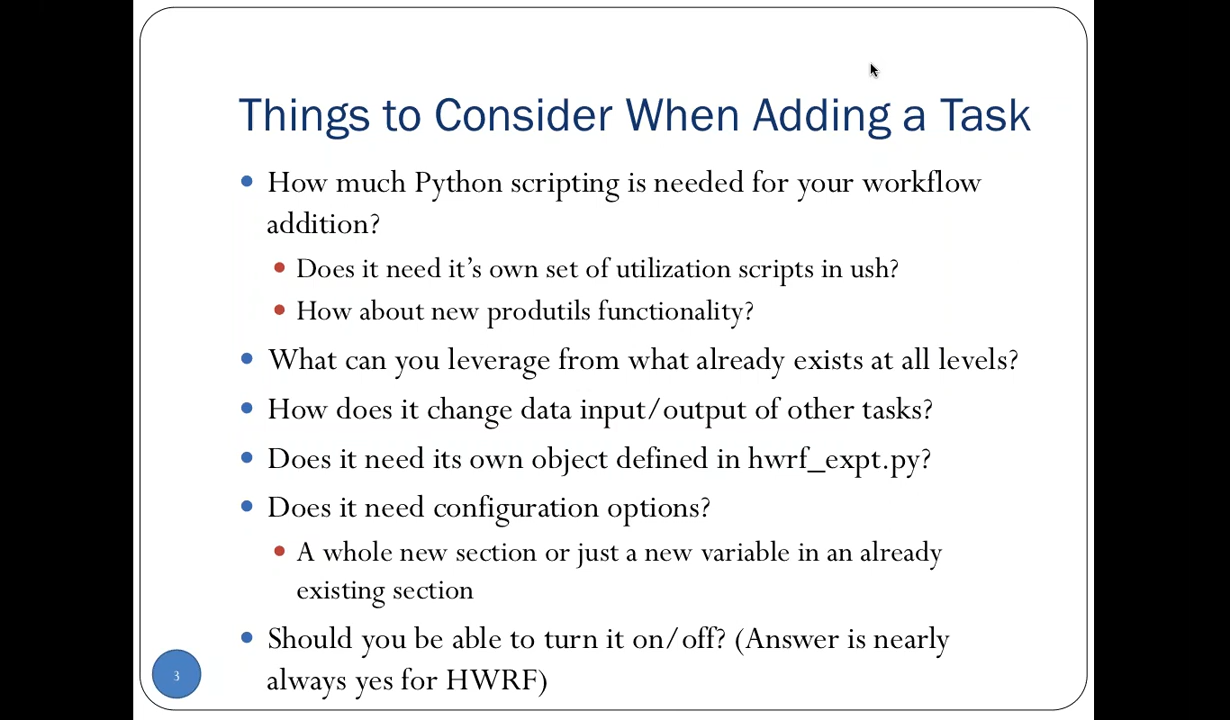 Things to Consider When Adding a Task
• How much Python scripting is needed for your workflow
addition?
• Does it need it’s own set of utilization scripts in ush?
• How about new produtils functionality?
• What can you leverage from what already exists at all levels?
• How does it change data input/output of other tasks?
• Does it need its own object defined in hwrf_expt.py?
• Does it need configuration options?
• A whole new section or just a new variable in an already
existing section
• Should you be able to turn it on/off? (Answer is nearly
always yes for HWRF)
3